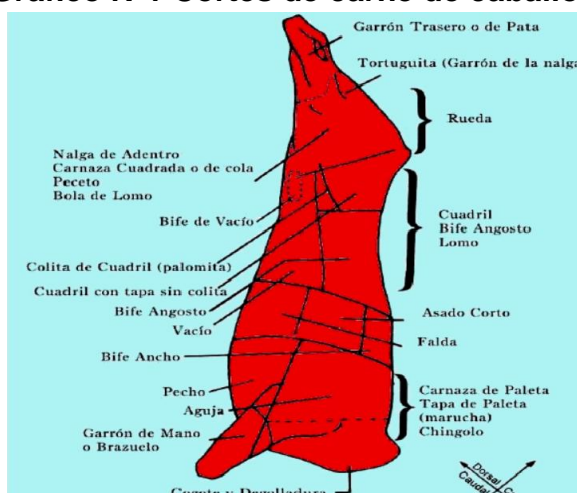 Garrón Trasero o de Pata
Tortuguita (Garrón de la nalga
Rueda
Nalga de Adentro
Carnaza Cuadrada o de cola
Peceto
Bola de Lomo
Bife de Vacío
Cuadril
Bife Angosto
Lomo
Colita de Cuadril (palomita)
Cuadril con tapa sin colita
Bife Angosto
Vacío
Asado Corto
Falda
Bife Ancho
Pecho
Aguja
Carnaza de Paleta
Tapa de Paleta
(marucha)
Chingolo
Garrón de Mano
o Brazuelo
Dorsal